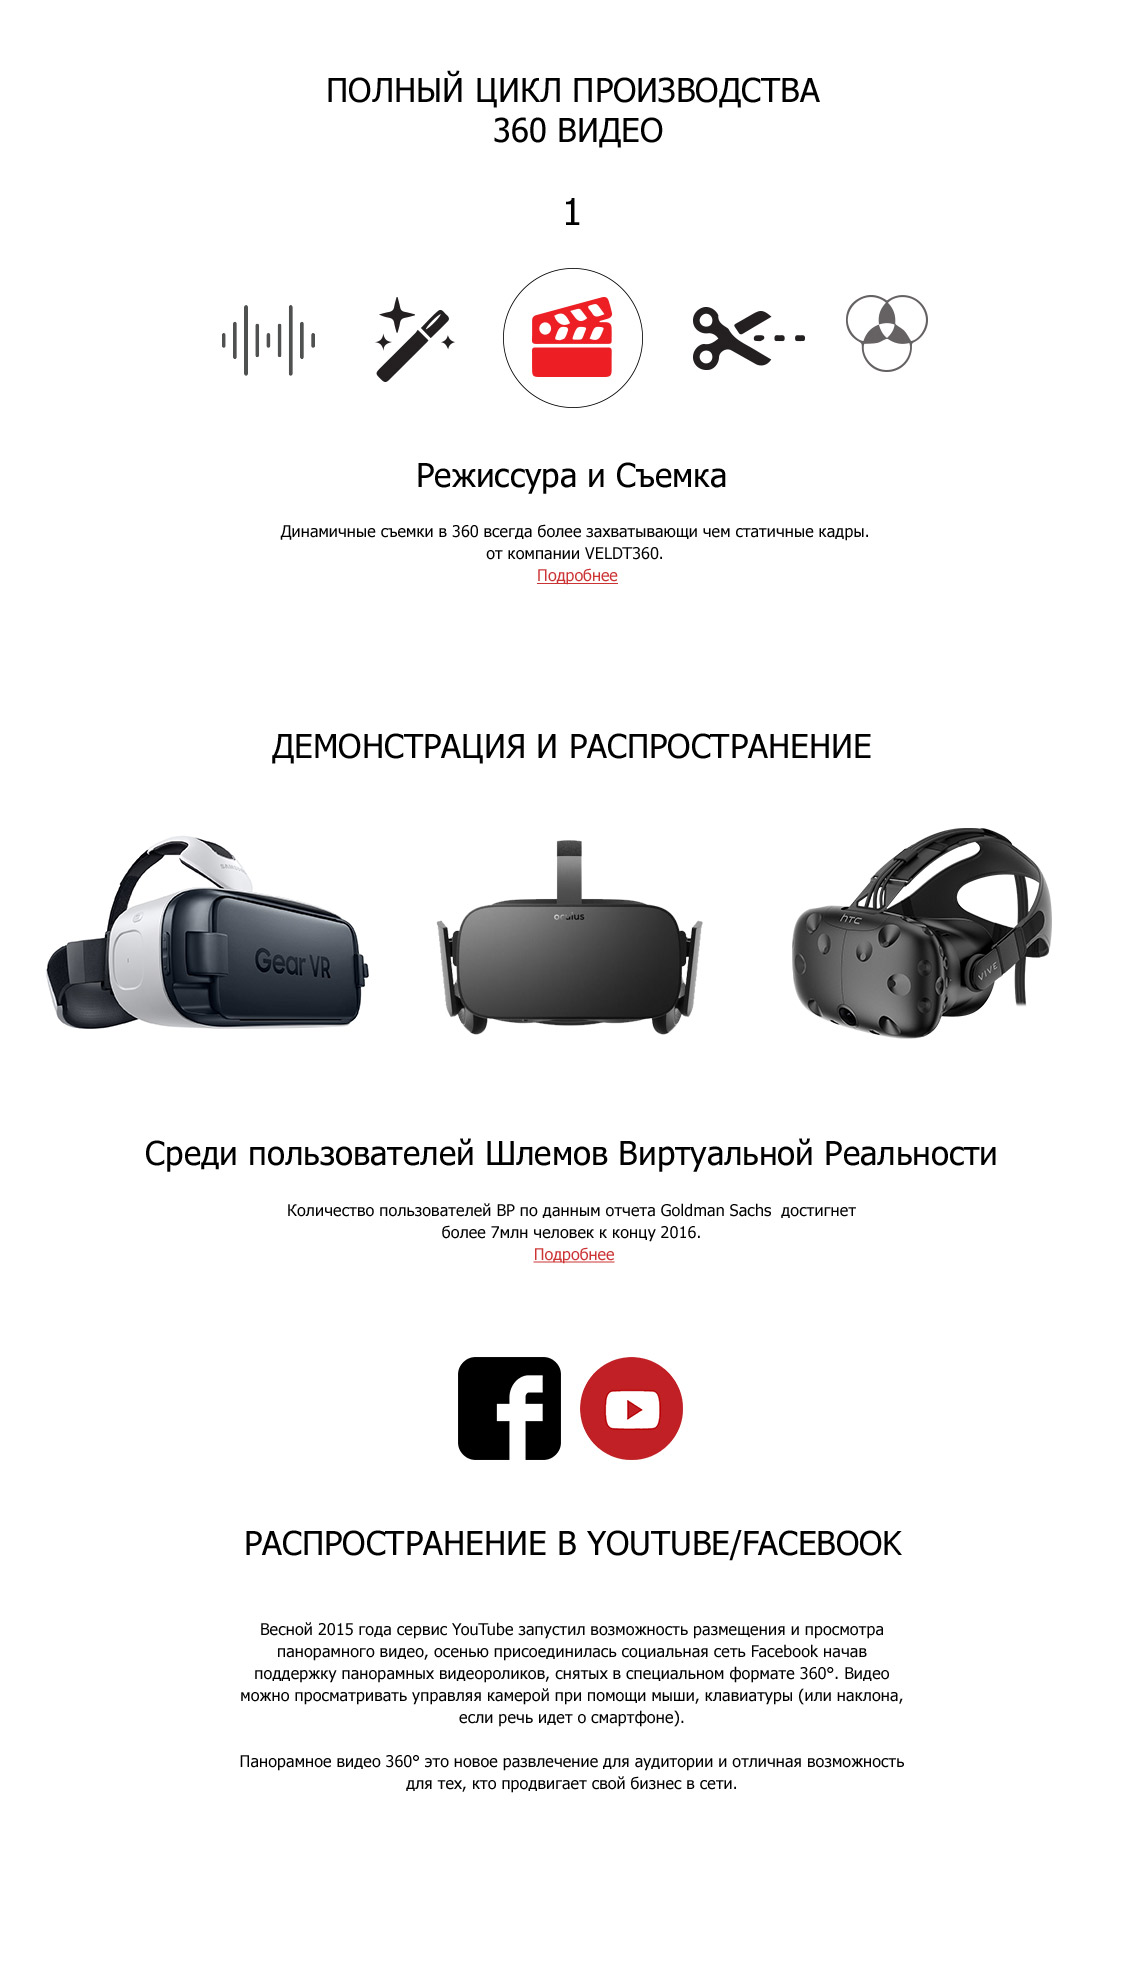 ПОЛНЫЙ ЦИКЛ ПРОИЗВОДСТВА
360 ВИДЕО
1
Режиссура и Съемка
Динамичные съемки в 360 всегда более захватывающи чем статичные кадры.
от компании VELDT360.
Подробнее
ДЕМОНСТРАЦИЯ И РАСПРОСТРАНЕНИЕ
Gear VR
oculus
HTC
VIVE
Среди пользователей Шлемов Виртуальной Реальности
Количество пользователей ВР по данным отчета Goldman Sachs достигнет
более 7млн человек к концу 2016.
Подробнее
РАСПРОСТРАНЕНИЕ В YOUTUBE/FACEBOOK
Весной 2015 года сервис YouTube запустил возможность размещения и просмотра
панорамного видео, осенью присоединилась социальная сеть Facebook начав
поддержку панорамных видеороликов, снятых в специальном формате 360°. Видео
можно просматривать управляя камерой при помощи мыши, клавиатуры (или наклона,
если речь идет о смартфоне).
Панорамное видео 360° это новое развлечение для аудитории и отличная возможность
для тех, кто продвигает свой бизнес в сети.